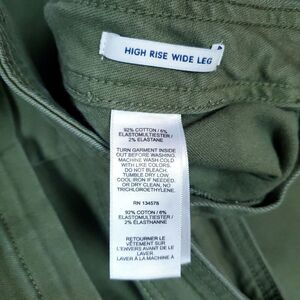 HIGH RISE WIDE LEG
92% COTTON / 6%
ELASTOMULTIESTER /
2% ELASTANE
TURN GARMENT INSIDE
OUT BEFORE WASHING.
MACHINE WASH COLD
WITH LIKE COLORS.
DO NOT BLEACH.
TUMBLE DRY LOW.
COOL IRON IF NEEDED.
OR DRY CLEAN. NO
TRICHLOROETHYLENE.
RN 134578
92% COTTON / 6%
ELASTOMULTIESTER /
2% ÉLASTHANNE
RETOURNER LE
VÊTEMENT SUR
L'ENVERS AVANT DE
LAVER.
LAVER À LA MACHINE À